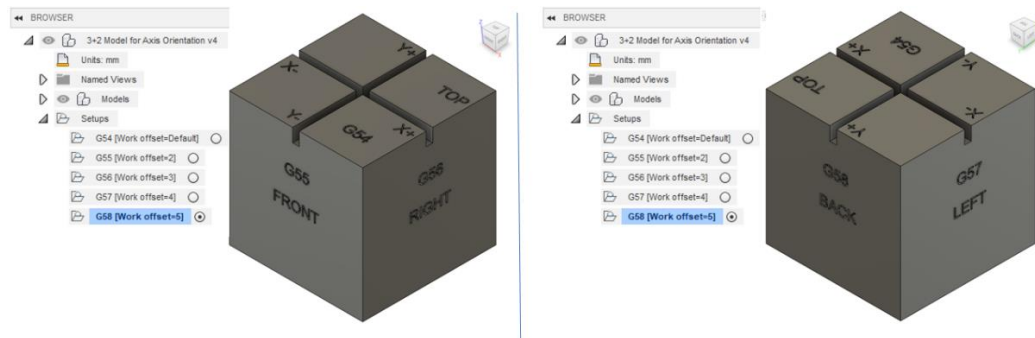 BROWSER
3+2 Model for Axis Orientation v4
Units: mm
Named Views
Models
Setups
G54 [Work offset=Default]
G55 [Work offset=2]
G56 [Work offset=3]
G57 [Work offset=4]
G58 [Work offset=5]
Y+
X-
TOP
Y-
G54
X+
G55
FRONT
G56
RIGHT
BROWSER
3+2 Model for Axis Orientation v4
Units: mm
Named Views
Models
Setups
G54 [Work offset=Default]
G55 [Work offset=2]
G56 [Work offset=3]
G57 [Work offset=4]
G58 [Work offset=5]
X+
G54
Y-
TOP
Y+
X-
G58
BACK
G57
LEFT